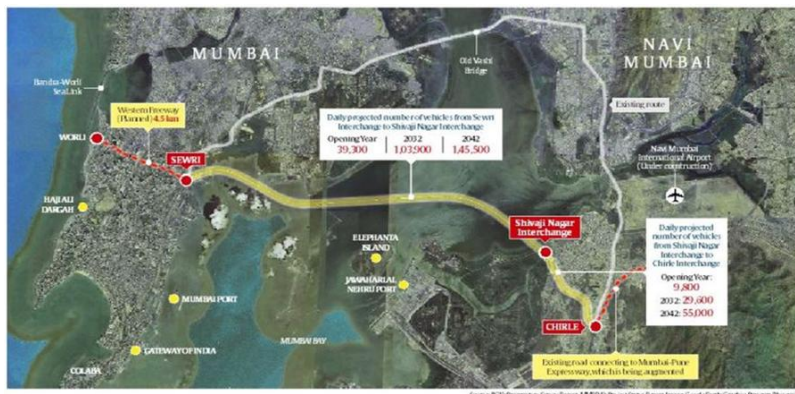 MUMBAI
NAVI
MUMBAI
Bandra-Worli
Sea Link
Old Vashi
Bridge
Western Freeway
(Planned) 4.5 km
Existing route
WORLI
SEWRI
Daily projected number of vehicles from Sewri
Interchange to Shivaji Nagar Interchange
Opening Year 2032 2042
39,300 1,03,900 1,45,500
Navi Mumbai
International Airport
(Under construction)
HAJI ALI
DARGAH
Shivaji Nagar
Interchange
Daily projected
number of vehicles
from Shivaji Nagar
Interchange to
Chirle Interchange
Opening Year:
9,800
2032: 29,600
2042: 55,000
ELEPHANTA
ISLAND
JAWAHARLAL
NEHRU PORT
MUMBAI PORT
CHIRLE
MUMBAI BAY
GATEWAY OF INDIA
COLABA
Existing road connecting to Mumbai-Pune
Expressway, which is being augmented